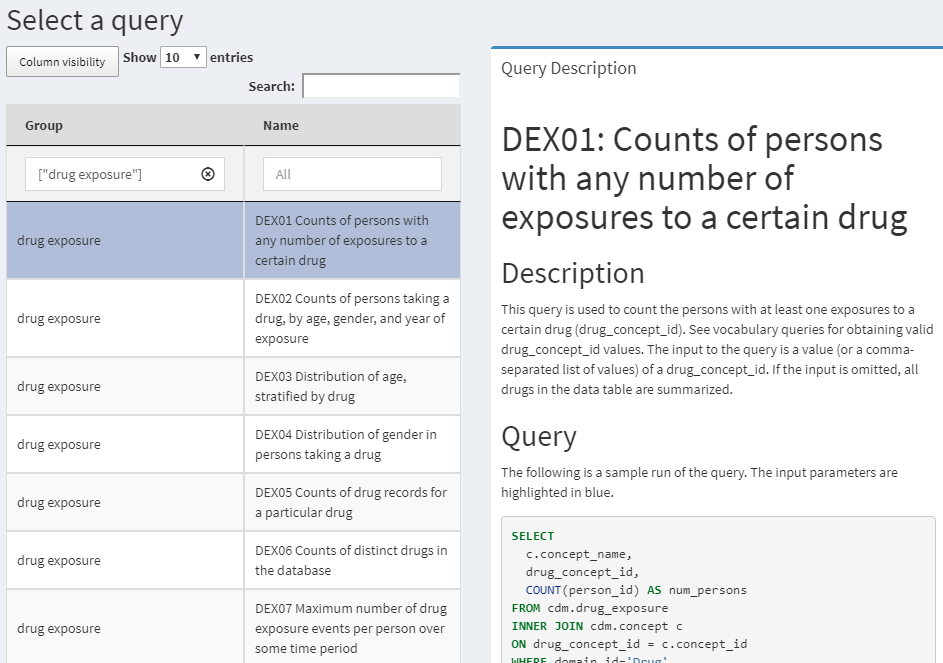 Select a query
Column visibility
Show 10 entries
Search:
Group Name
["drug exposure"] All
drug exposure
DEX01 Counts of persons with
any number of exposures to a
certain drug
drug exposure
DEX02 Counts of persons taking a
drug, by age, gender, and year of
exposure
drug exposure
DEX03 Distribution of age,
stratified by drug
drug exposure
DEX04 Distribution of gender in
persons taking a drug
drug exposure
DEX05 Counts of drug records for
a particular drug
drug exposure
DEX06 Counts of distinct drugs in
the database
drug exposure
DEX07 Maximum number of drug
exposure events per person over
some time period
Query Description
DEX01: Counts of persons
with any number of
exposures to a certain drug
Description
This query is used to count the persons with at least one exposures to a
certain drug (drug_concept_id). See vocabulary queries for obtaining valid
drug_concept_id values. The input to the query is a value (or a comma-
separated list of values) of a drug_concept_id. If the input is omitted, all
drugs in the data table are summarized.
Query
The following is a sample run of the query. The input parameters are
highlighted in blue.
SELECT
c.concept_name,
drug_concept_id,
COUNT(person_id) AS num_persons
FROM cdm.drug_exposure
INNER JOIN cdm.concept c
ON drug_concept_id = c.concept_id
WHERE domain_id='Drug'